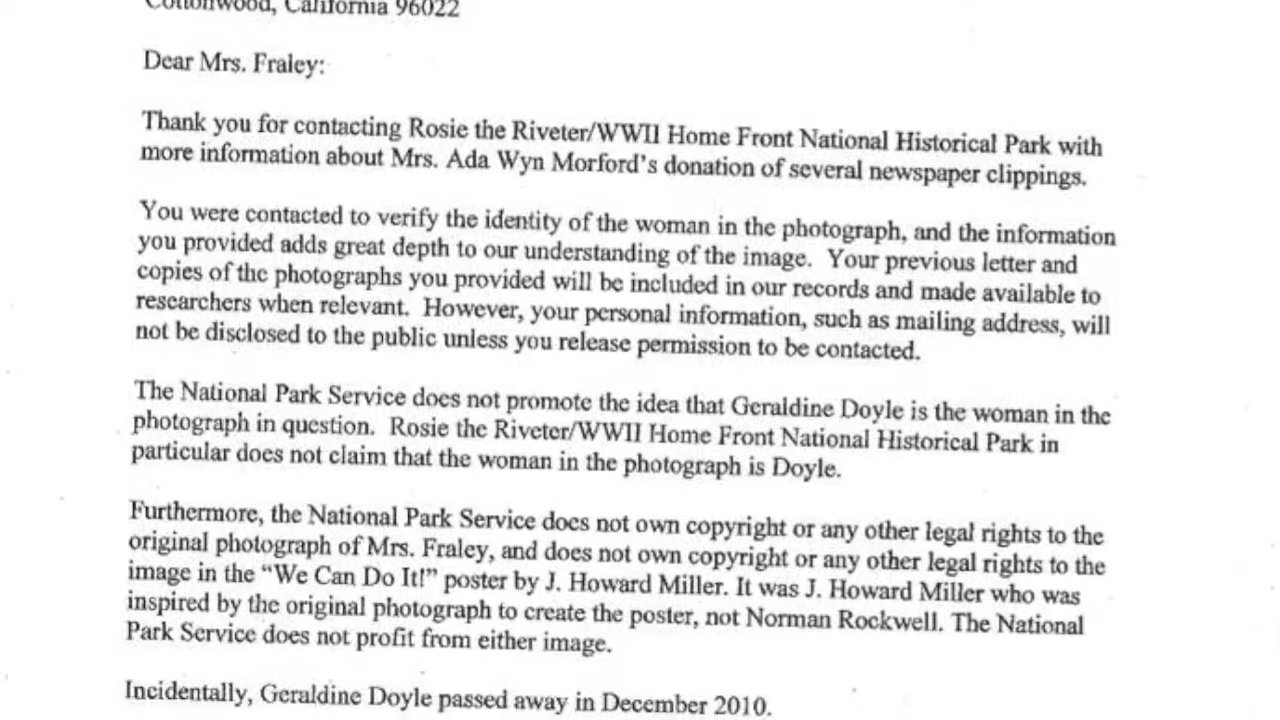 Cottonwood, California 96022
Dear Mrs. Fraley:
Thank you for contacting Rosie the Riveter/WWII Home Front National Historical Park with
more information about Mrs. Ada Wyn Morford's donation of several newspaper clippings.
You were contacted to verify the identity of the woman in the photograph, and the information
you provided adds great depth to our understanding of the image. Your previous letter and
copies of the photographs you provided will be included in our records and made available to
researchers when relevant. However, your personal information, such as mailing address, will
not be disclosed to the public unless you release permission to be contacted.
The National Park Service does not promote the idea that Geraldine Doyle is the woman in the
photograph in question. Rosie the Riveter/WWII Home Front National Historical Park in
particular does not claim that the woman in the photograph is Doyle.
Furthermore, the National Park Service does not own copyright or any other legal rights to the
original photograph of Mrs. Fraley, and does not own copyright or any other legal rights to the
image in the "We Can Do It!" poster by J. Howard Miller. It was J. Howard Miller who was
inspired by the original photograph to create the poster, not Norman Rockwell. The National
Park Service does not profit from either image.
Incidentally, Geraldine Doyle passed away in December 2010.